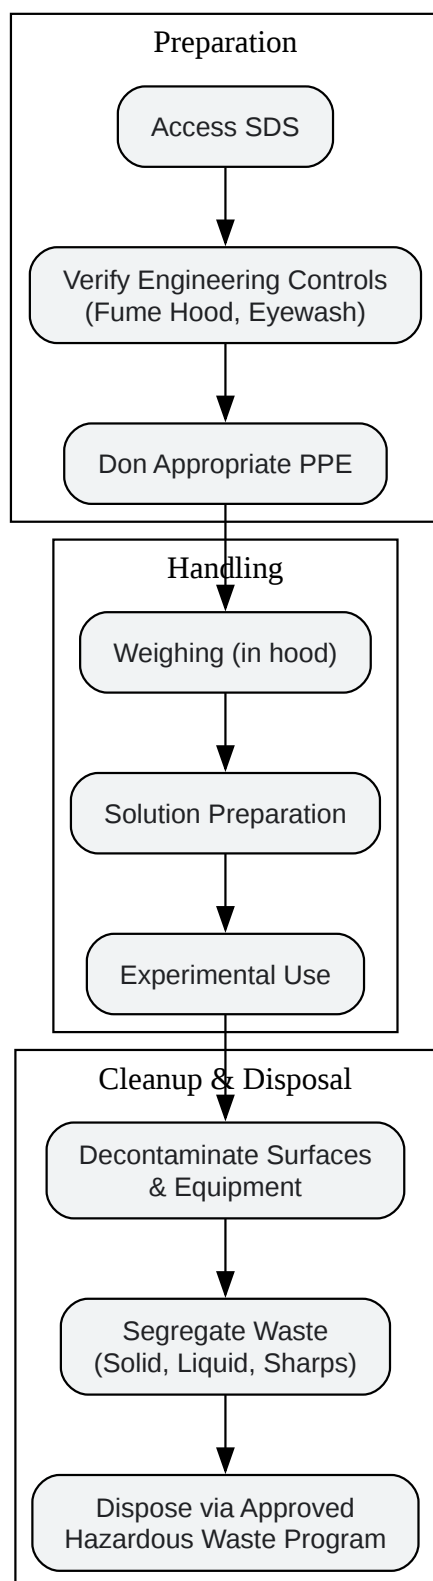 Preparation
Access SDS
Verify Engineering Controls
(Fume Hood, Eyewash)
Don Appropriate PPE
Handling
Weighing (in hood)
Solution Preparation
Experimental Use
Cleanup & Disposal
Decontaminate Surfaces
& Equipment
Segregate Waste
(Solid, Liquid, Sharps)
Dispose via Approved
Hazardous Waste Program